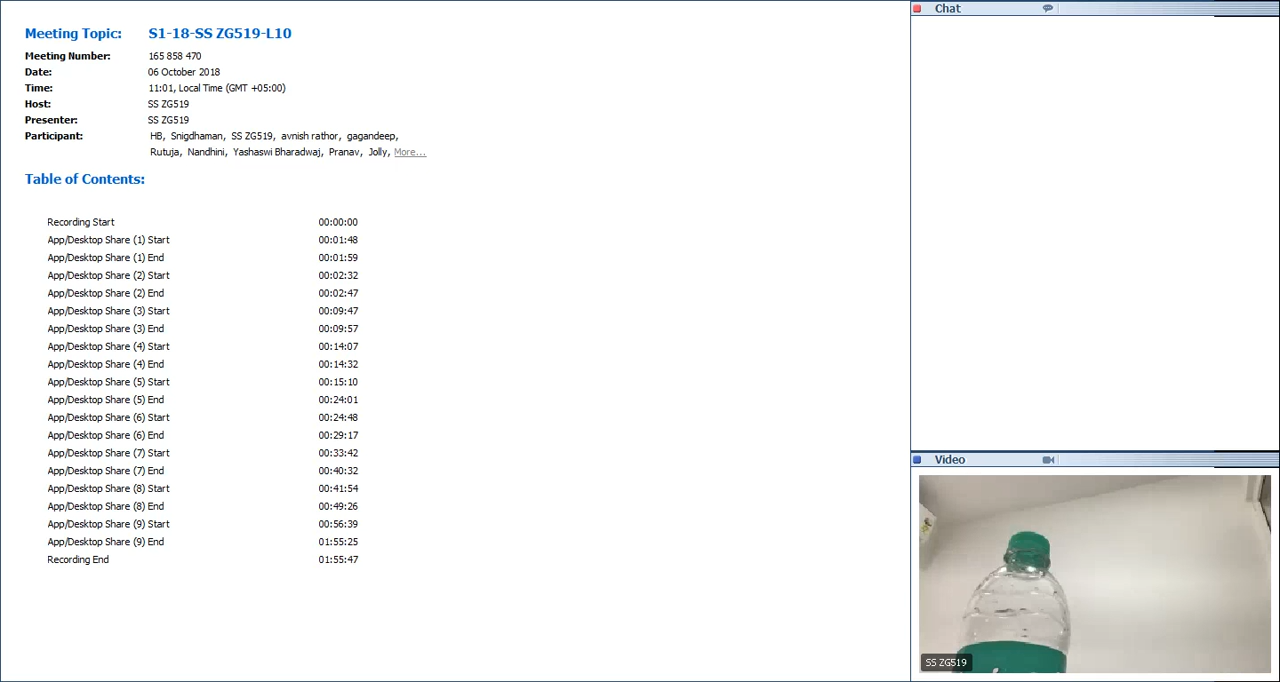 Meeting Topic: S1-18-SS ZG519-L10
Meeting Number: 165 858 470
Date: 06 October 2018
Time: 11:01, Local Time (GMT +05:00)
Host: SS ZG519
Presenter: SS ZG519
Participant: HB, Snigdhaman, SS ZG519, avnish rathor, gagandeep,
Rutuja, Nandhini, Yashaswi Bharadwaj, Pranav, Jolly, More...
Table of Contents:
Recording Start 00:00:00
App/Desktop Share (1) Start 00:01:48
App/Desktop Share (1) End 00:01:59
App/Desktop Share (2) Start 00:02:32
App/Desktop Share (2) End 00:02:47
App/Desktop Share (3) Start 00:09:47
App/Desktop Share (3) End 00:09:57
App/Desktop Share (4) Start 00:14:07
App/Desktop Share (4) End 00:14:32
App/Desktop Share (5) Start 00:15:10
App/Desktop Share (5) End 00:24:01
App/Desktop Share (6) Start 00:24:48
App/Desktop Share (6) End 00:29:17
App/Desktop Share (7) Start 00:33:42
App/Desktop Share (7) End 00:40:32
App/Desktop Share (8) Start 00:41:54
App/Desktop Share (8) End 00:49:26
App/Desktop Share (9) Start 00:56:39
App/Desktop Share (9) End 01:55:25
Recording End 01:55:47
Chat
Video
SS ZG519